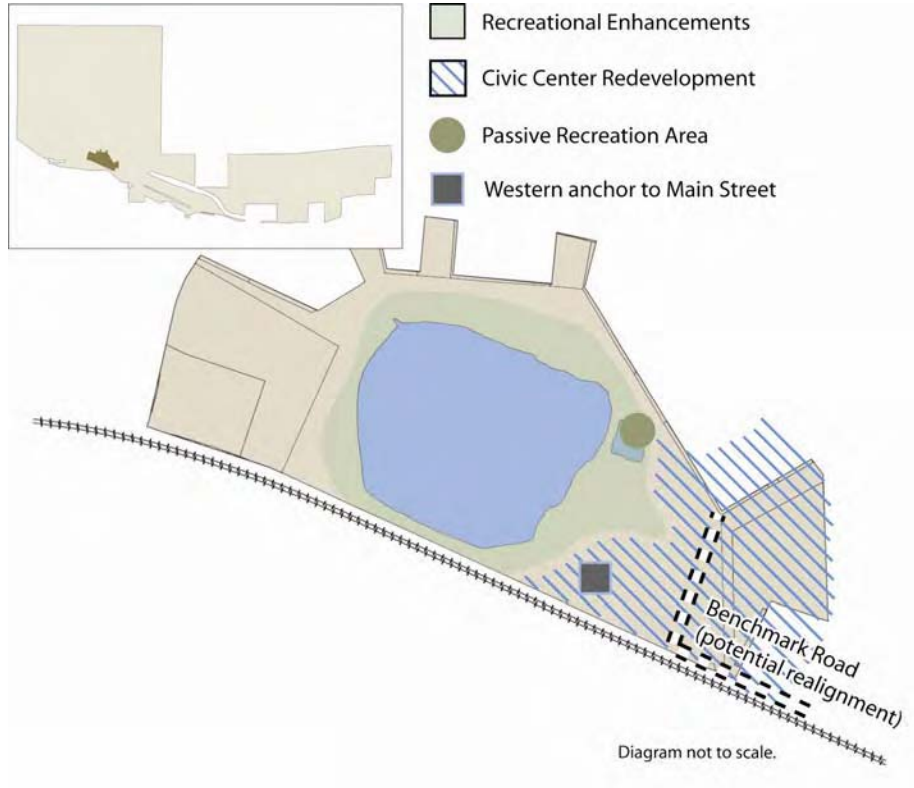 Recreational Enhancements
Civic Center Redevelopment
Passive Recreation Area
Western anchor to Main Street
Benchmark Road
(potential realignment)
Diagram not to scale.